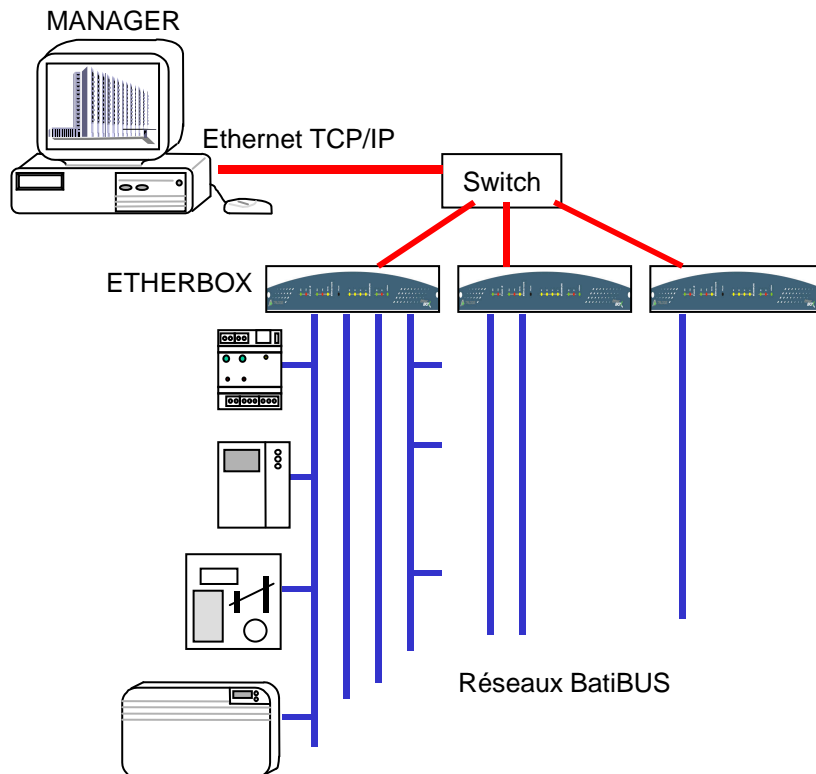 MANAGER
Ethernet TCP/IP
Switch
ETHERBOX
Réseaux BatiBUS